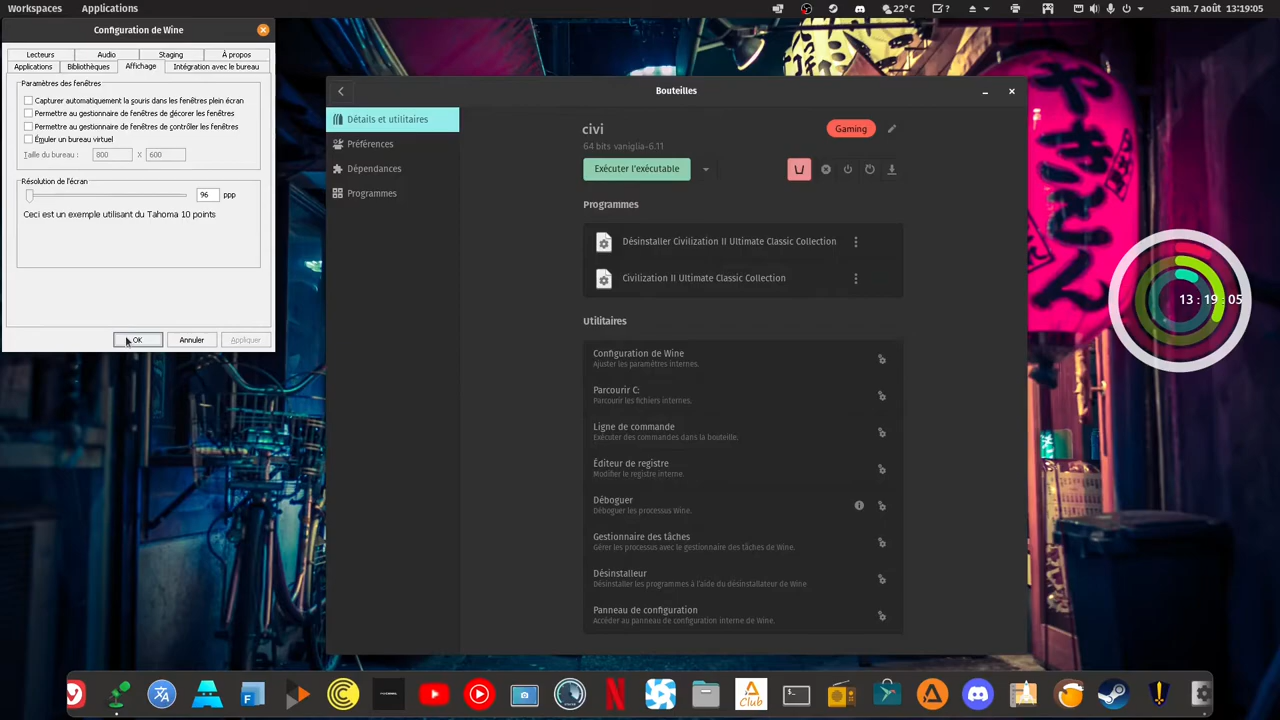 Workspaces Applications
22°C
?
sam. 7 août 13:19:05
Configuration de Wine
Lecteurs Audio Staging À propos
Applications Bibliothèques Affichage Intégration avec le bureau
Paramètres des fenêtres
Capturer automatiquement la souris dans les fenêtres plein écran
Permettre au gestionnaire de fenêtres de décorer les fenêtres
Permettre au gestionnaire de fenêtres de contrôler les fenêtres
Émuler un bureau virtuel
Taille du bureau : 800 X 600
Résolution de l'écran
96 ppp
Ceci est un exemple utilisant du Tahoma 10 points
OK Annuler Appliquer
Bouteilles
Détails et utilitaires
Préférences
Dépendances
Programmes
civi
Gaming
64 bits vaniglia-6.11
Exécuter l'exécutable
Programmes
Désinstaller Civilization II Ultimate Classic Collection
Civilization II Ultimate Classic Collection
Utilitaires
Configuration de Wine
Ajuster les paramètres internes.
Parcourir C:
Parcourir les fichiers internes.
Ligne de commande
Exécuter des commandes dans la bouteille.
Éditeur de registre
Modifier le registre interne.
Déboguer
Déboguer les processus Wine.
Gestionnaire des tâches
Gérer les processus avec le gestionnaire des tâches de Wine.
Désinstalleur
Désinstaller les programmes à l'aide du désinstallateur de Wine
Panneau de configuration
Accéder au panneau de configuration interne de Wine.
13 : 19 : 05
Club